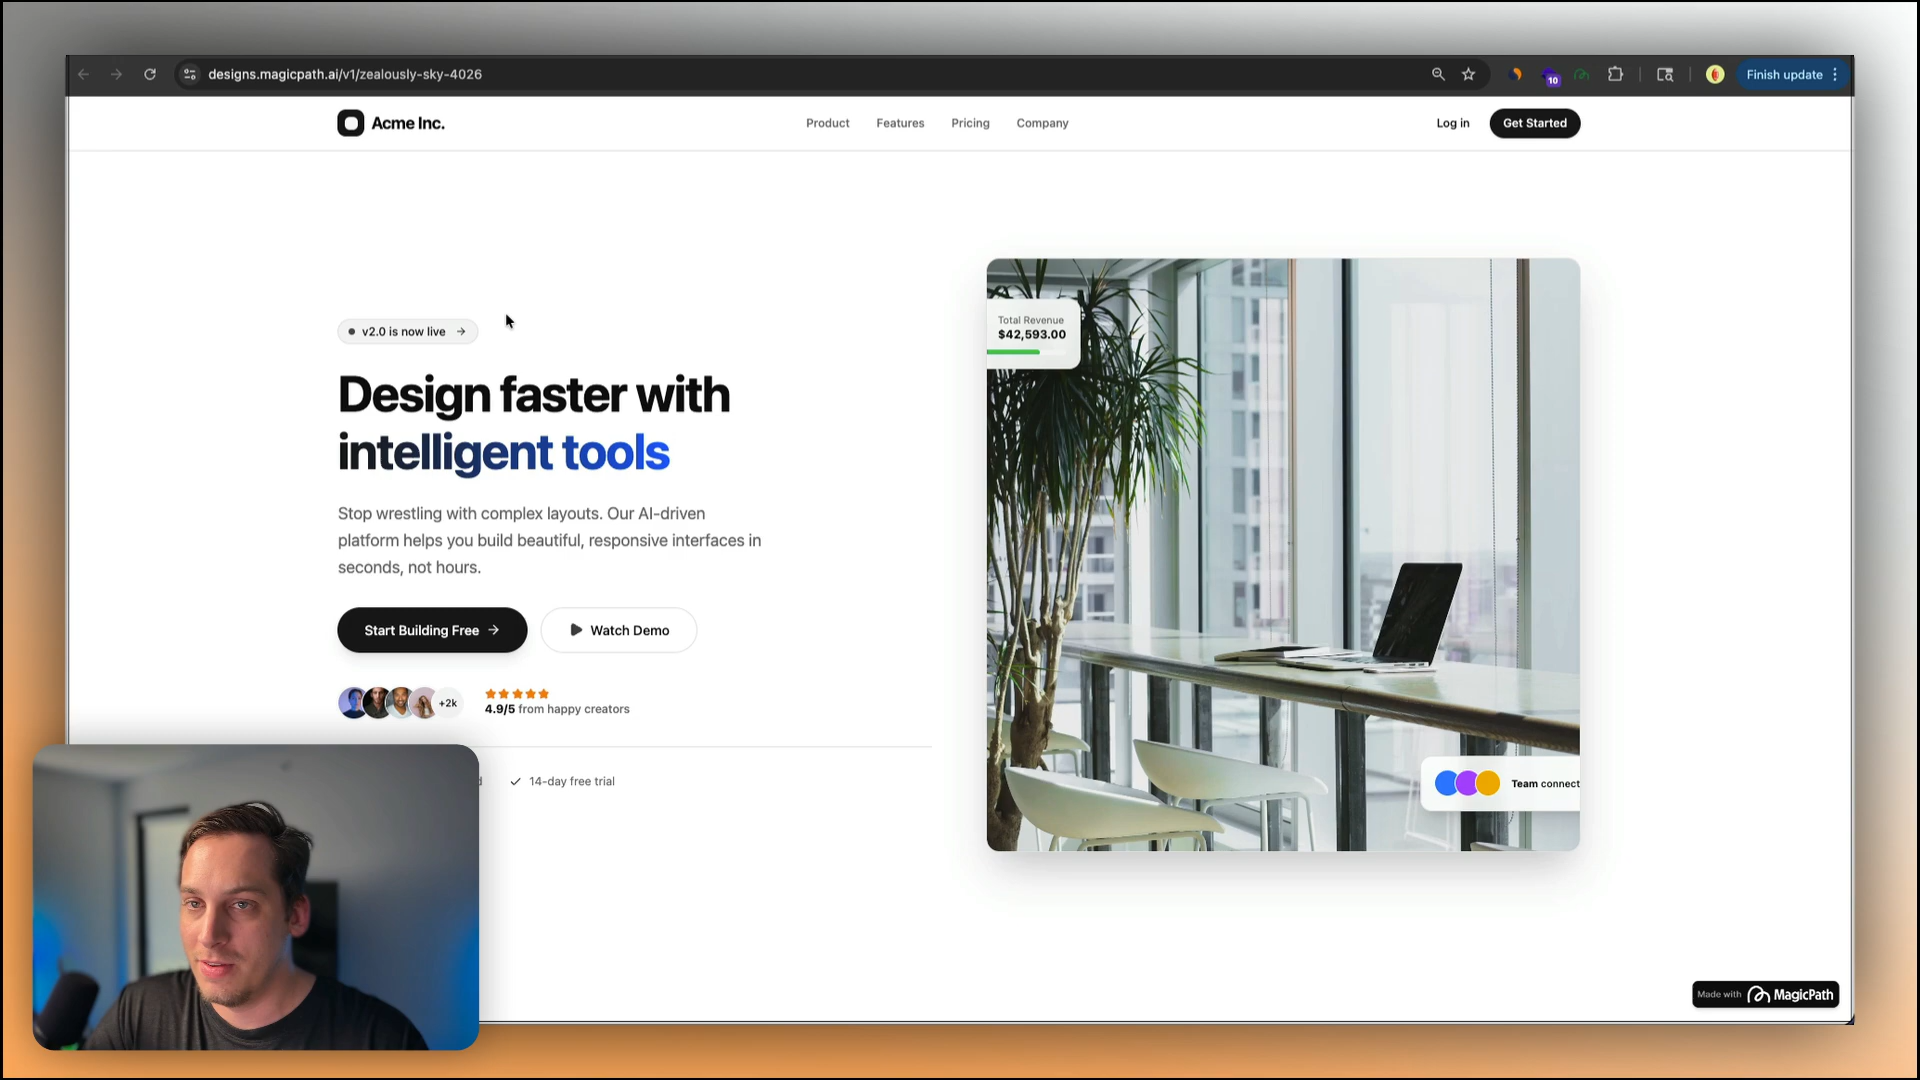 designs.magicpath.ai/v1/zealously-sky-4026
10
Finish update
Acme Inc.
Product
Features
Pricing
Company
Log in
Get Started
v2.0 is now live
Design faster with
intelligent tools
Stop wrestling with complex layouts. Our AI-driven
platform helps you build beautiful, responsive interfaces in
seconds, not hours.
Start Building Free
Watch Demo
+2k
4.9/5 from happy creators
14-day free trial
Total Revenue
$42,593.00
Team connect
Made with MagicPath